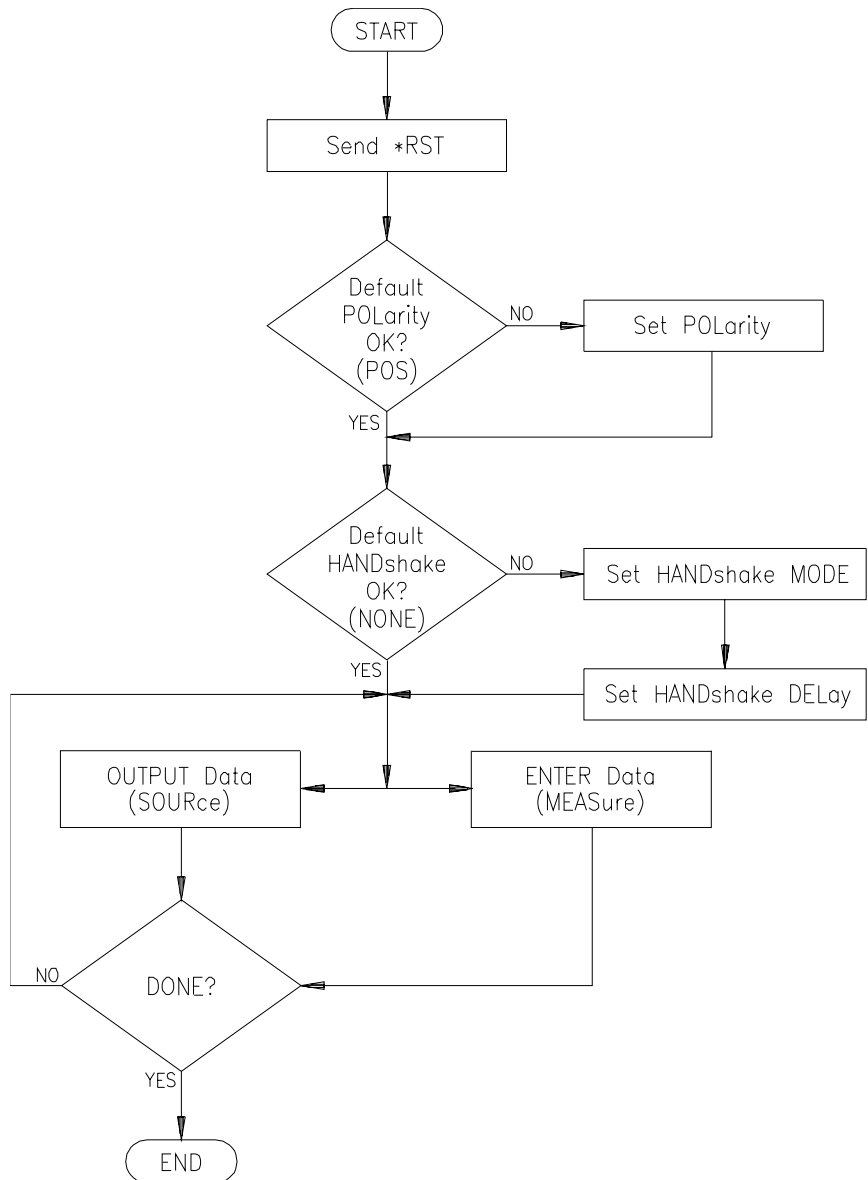 START
Send *RST
Default
POLarity
OK?
(POS)
NO
Set POLarity
YES
Default
HANDshake
OK?
(NONE)
NO
Set HANDshake MODE
YES
Set HANDshake DELay
OUTPUT Data
(SOURce)
ENTER Data
(MEASure)
NO
DONE?
YES
END